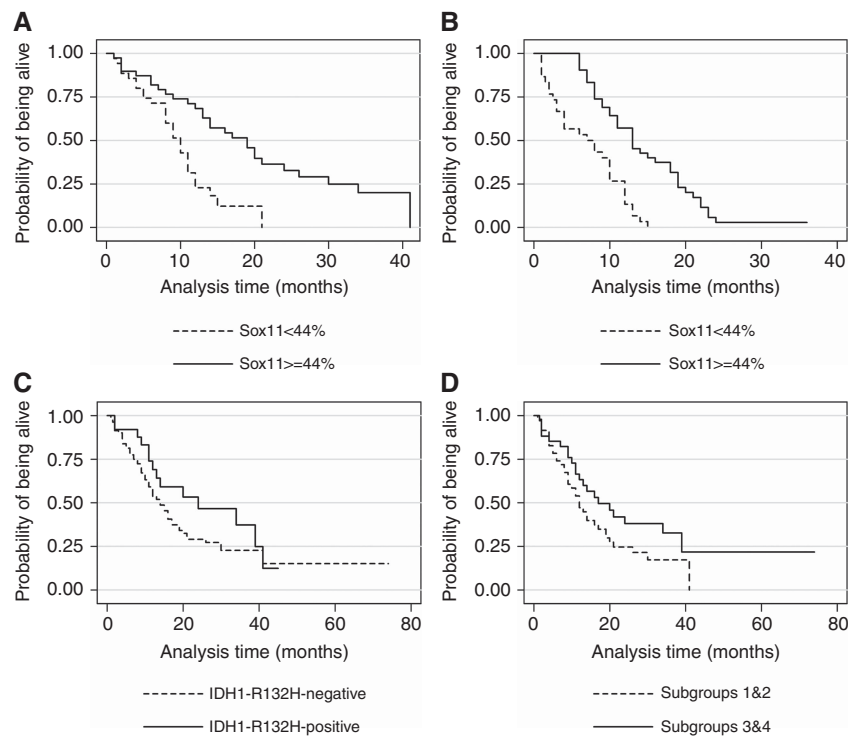 A
Probability of being alive
1.00
0.75
0.50
0.25
0.00
0 10 20 30 40
Analysis time (months)
Sox11<44%
Sox11>=44%
B
Probability of being alive
1.00
0.75
0.50
0.25
0.00
0 10 20 30 40
Analysis time (months)
Sox11<44%
Sox11>=44%
C
Probability of being alive
1.00
0.75
0.50
0.25
0.00
0 20 40 60 80
Analysis time (months)
IDH1-R132H-negative
IDH1-R132H-positive
D
Probability of being alive
1.00
0.75
0.50
0.25
0.00
0 20 40 60 80
Analysis time (months)
Subgroups 1&2
Subgroups 3&4